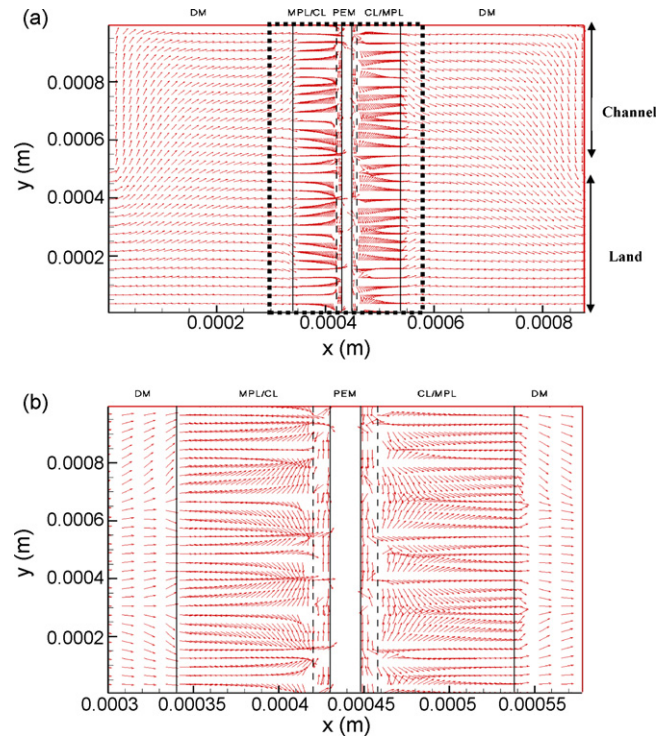 (a)
DM MPL/CL PEM CL/MPL DM
0.0008
0.0006
0.0004
0.0002
y (m)
Channel
Land
0.0002 0.0004 0.0006 0.0008
x (m)
(b)
DM MPL/CL PEM CL/MPL DM
0.0008
0.0006
0.0004
0.0002
y (m)
0.0003 0.00035 0.0004 0.00045 0.0005 0.00055
x (m)